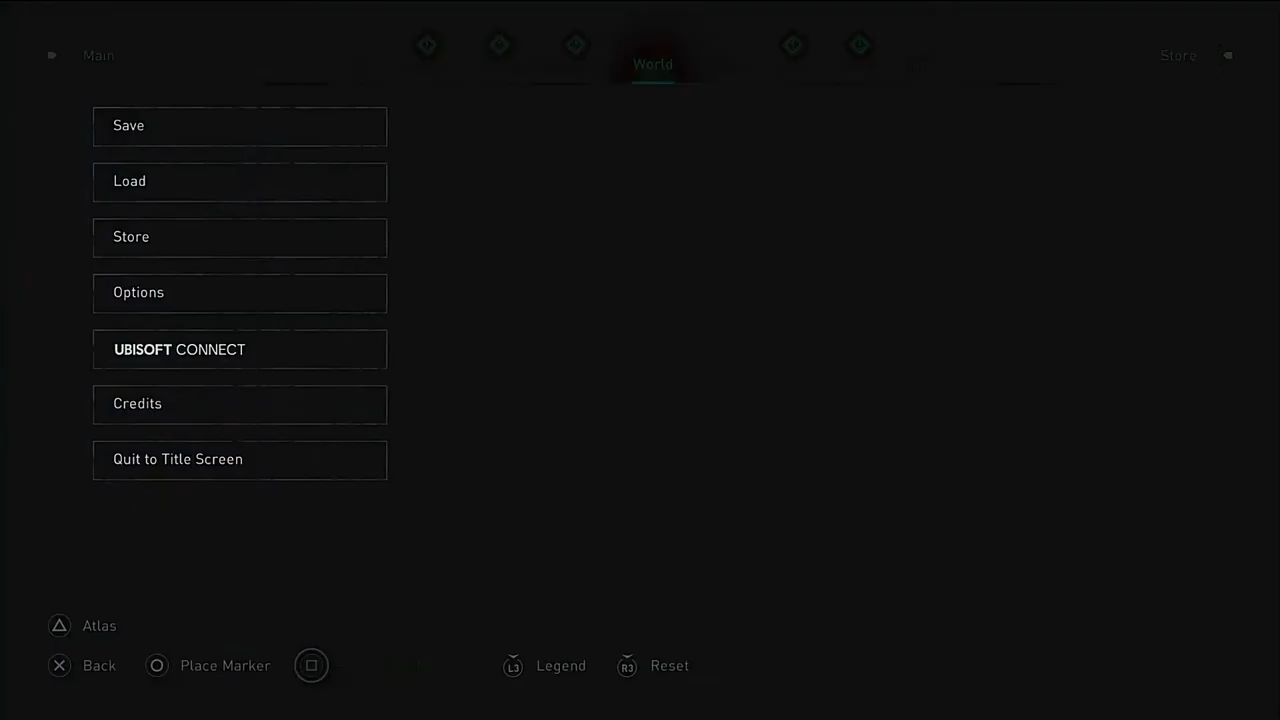 Main
World
Store
Save
Load
Store
Options
UBISOFT CONNECT
Credits
Quit to Title Screen
Atlas
Back
Place Marker
L3 Legend
R3 Reset